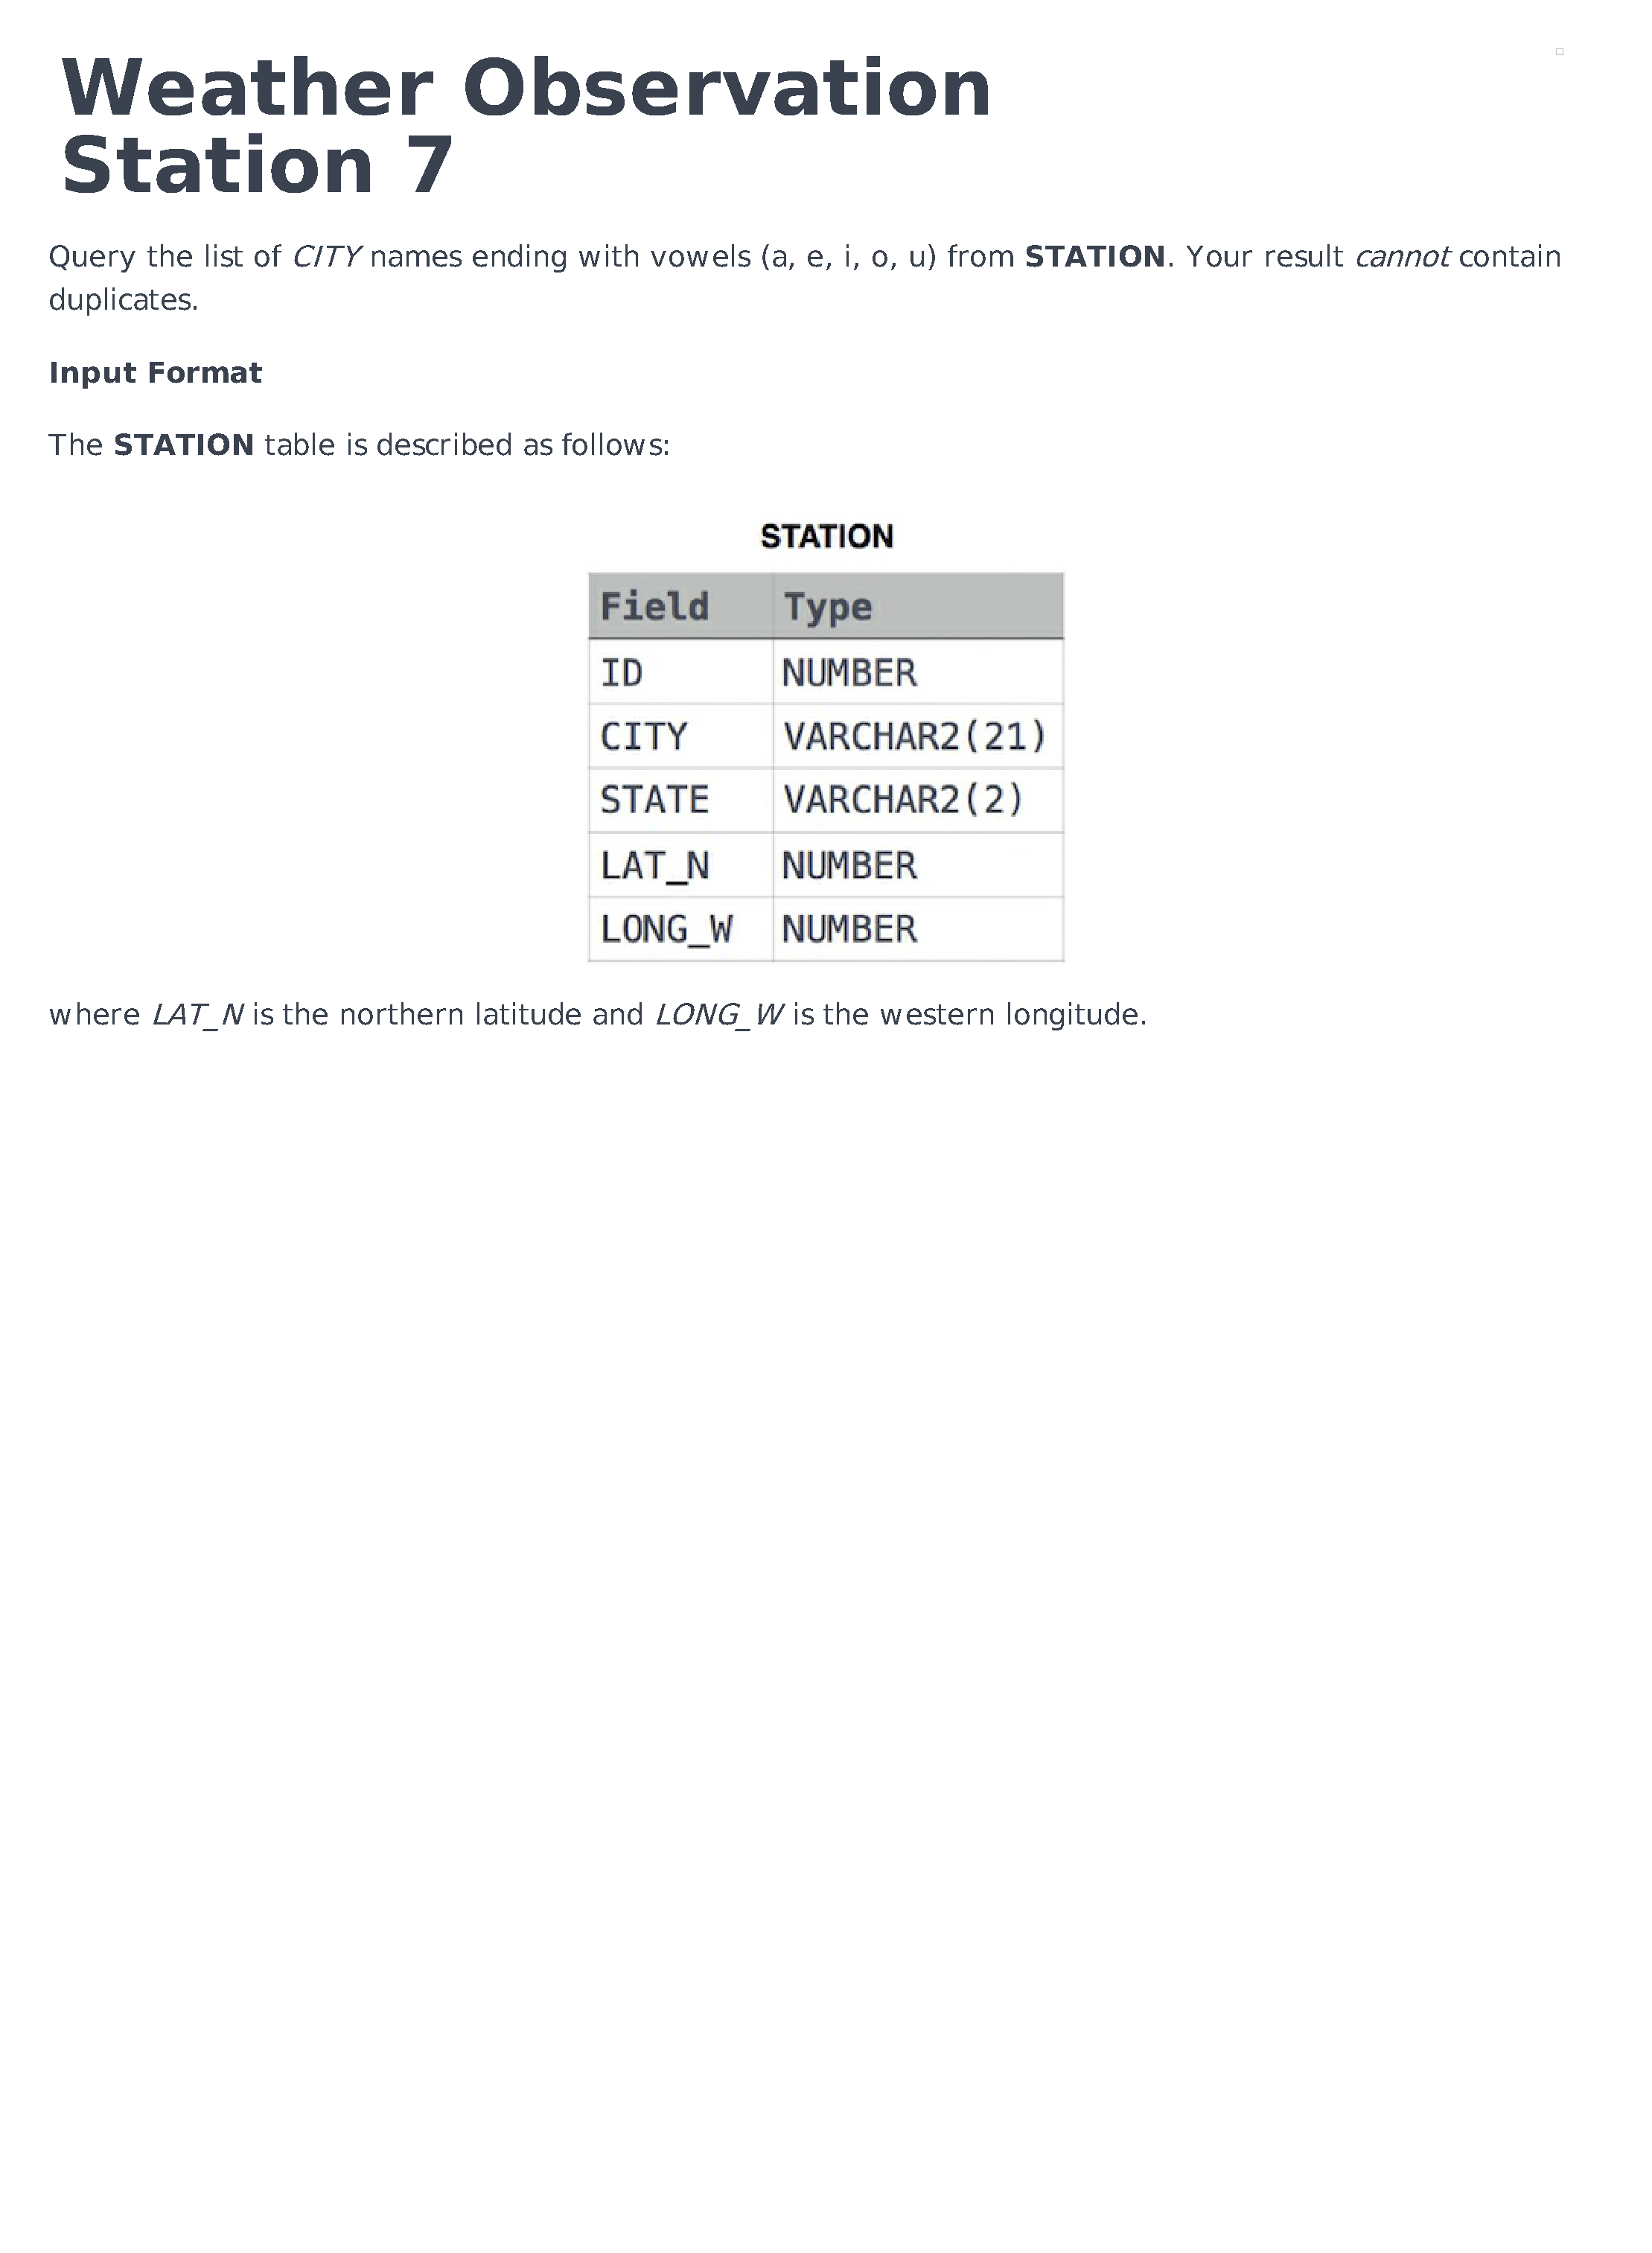 Weather Observation
Station 7
Query the list of CITY names ending with vowels (a, e, i, o, u) from STATION. Your result cannot contain
duplicates.
Input Format
The STATION table is described as follows:
STATION
Field Type
ID NUMBER
CITY VARCHAR2(21)
STATE VARCHAR2(2)
LAT_N NUMBER
LONG_W NUMBER
where LAT_N is the northern latitude and LONG_W is the western longitude.